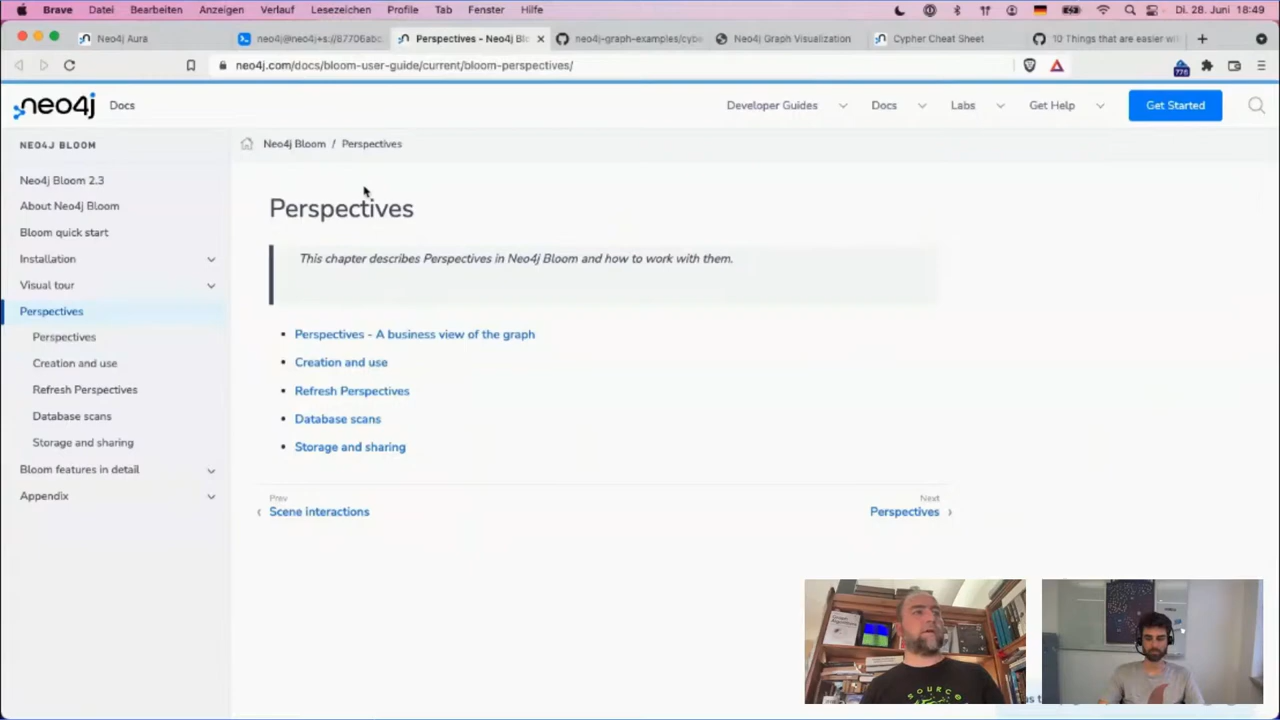 Brave Datei Bearbeiten Anzeigen Verlauf Lesezeichen Profile Tab Fenster Hilfe Di. 28. Juni 18:49
Neo4j Aura neo4j@neo4j+s://87706abc Perspectives - Neo4j Bl neo4j-graph-examples/cybe Neo4j Graph Visualization Cypher Cheat Sheet 10 Things that are easier wi
neo4j.com/docs/bloom-user-guide/current/bloom-perspectives/
neo4j Docs Developer Guides Docs Labs Get Help Get Started
NEO4J BLOOM
Neo4j Bloom / Perspectives
Neo4j Bloom 2.3
About Neo4j Bloom
Bloom quick start
Installation
Visual tour
Perspectives
Perspectives
Creation and use
Refresh Perspectives
Database scans
Storage and sharing
Bloom features in detail
Appendix
Perspectives
This chapter describes Perspectives in Neo4j Bloom and how to work with them.
• Perspectives - A business view of the graph
• Creation and use
• Refresh Perspectives
• Database scans
• Storage and sharing
Prev
Scene interactions
Next
Perspectives
SOURC